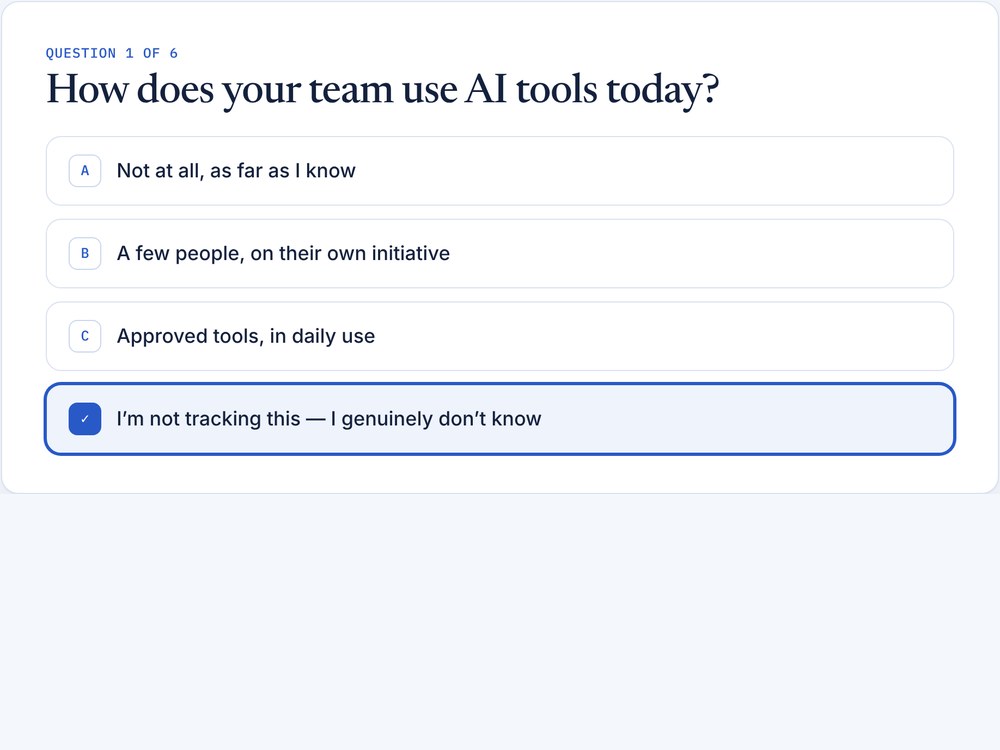 QUESTION 1 OF 6
How does your team use AI tools today?
A Not at all, as far as I know
B A few people, on their own initiative
C Approved tools, in daily use
✓ I’m not tracking this — I genuinely don’t know